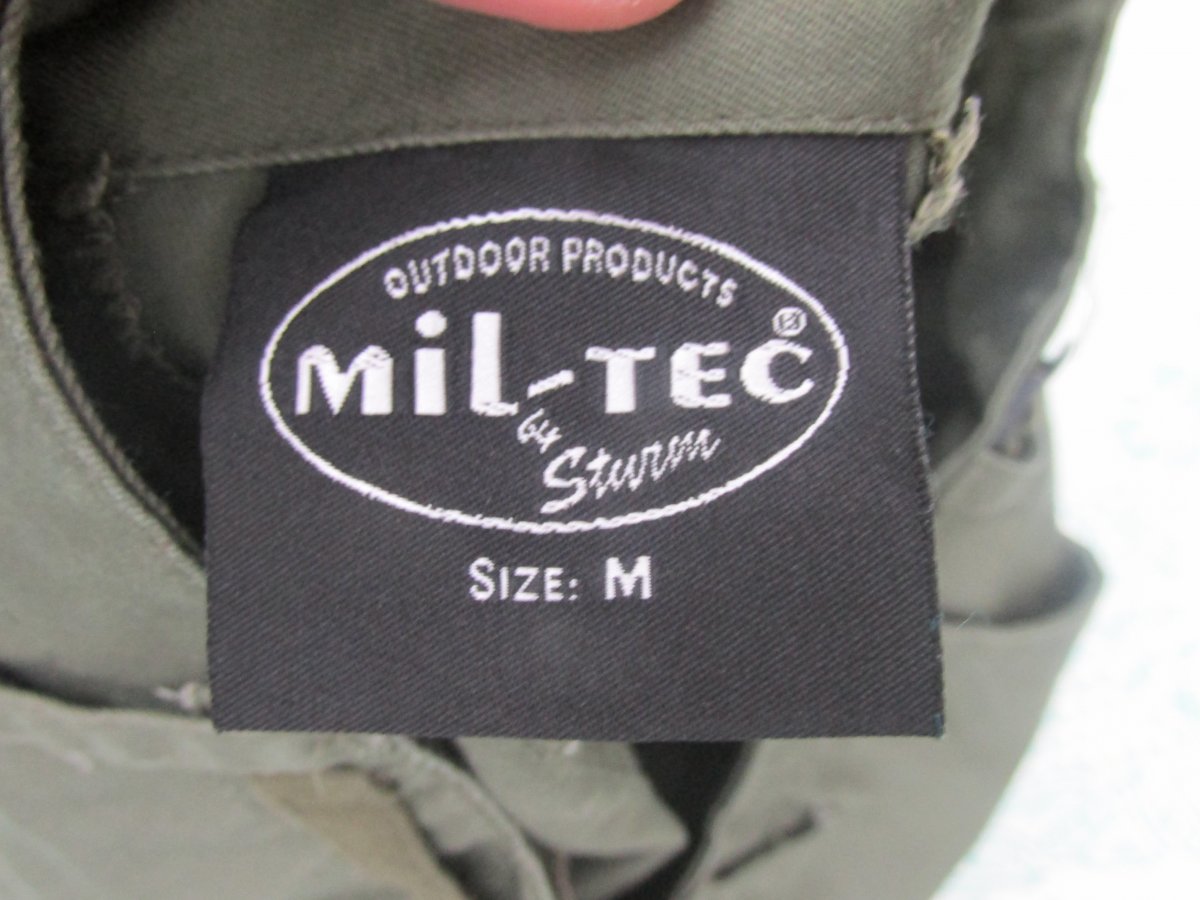 OUTDOOR PRODUCTS
MiL-TEC®
by Sturm
SIZE: M